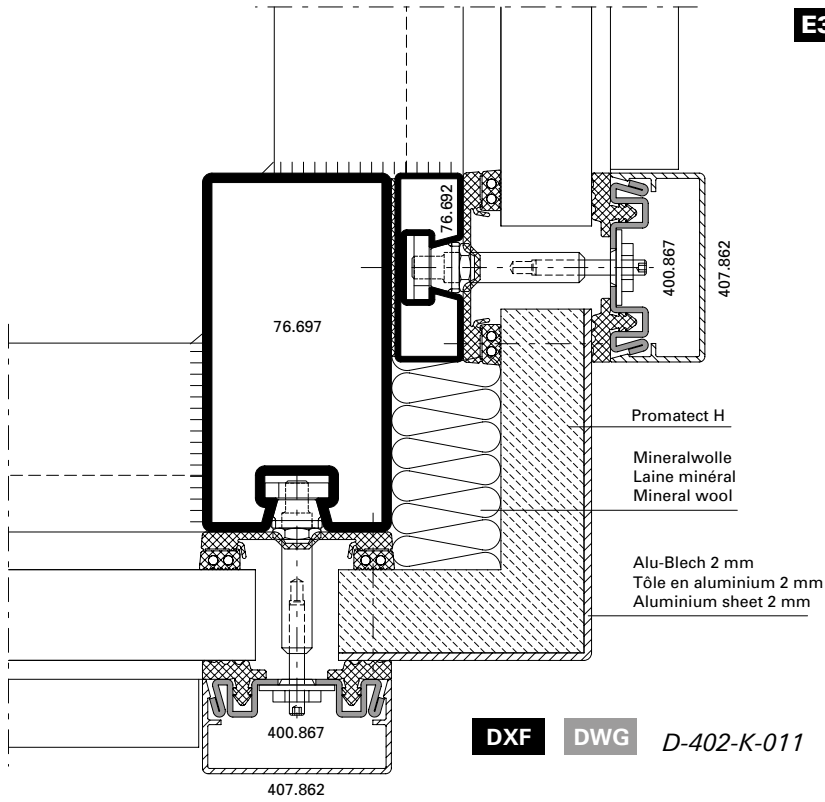 E3
76.692
400.867
407.862
76.697
Promatect H
Mineralwolle
Laine minéral
Mineral wool
Alu-Blech 2 mm
Tôle en aluminium 2 mm
Aluminium sheet 2 mm
400.867
407.862
DXF DWG D-402-K-011